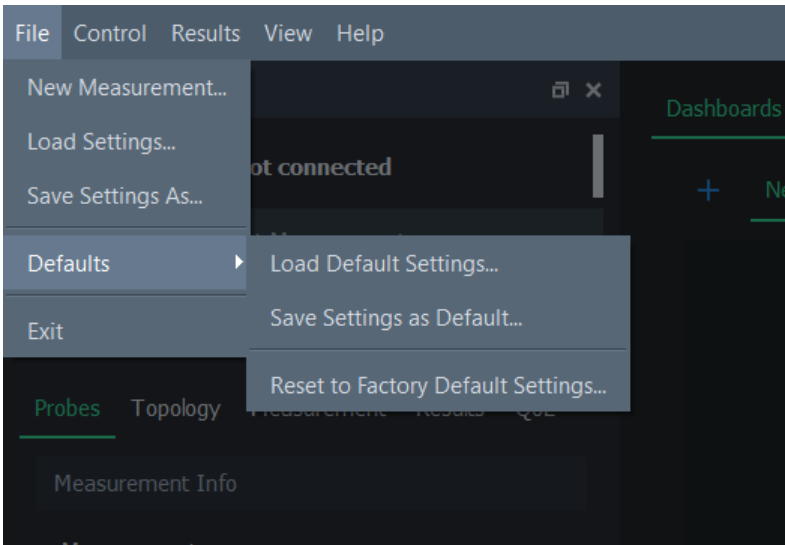 File Control Results View Help
New Measurement...
Dashboards
Load Settings...
ot connected
Save Settings As...
Ne
Defaults
Load Default Settings...
Save Settings as Default...
Exit
Reset to Factory Default Settings...
Probes Topology
Measurement Info